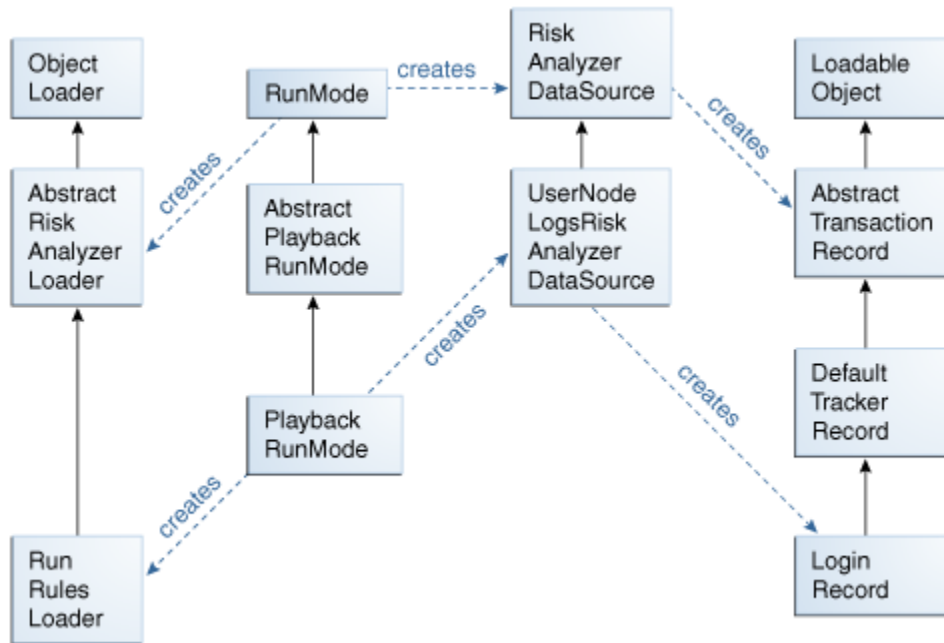 Object
Loader
RunMode
creates
Risk
Analyzer
DataSource
Loadable
Object
creates
creates
Abstract
Risk
Analyzer
Loader
Abstract
Playback
RunMode
UserNode
LogsRisk
Analyzer
DataSource
Abstract
Transaction
Record
creates
creates
Default
Tracker
Record
Playback
RunMode
creates
Run
Rules
Loader
Login
Record